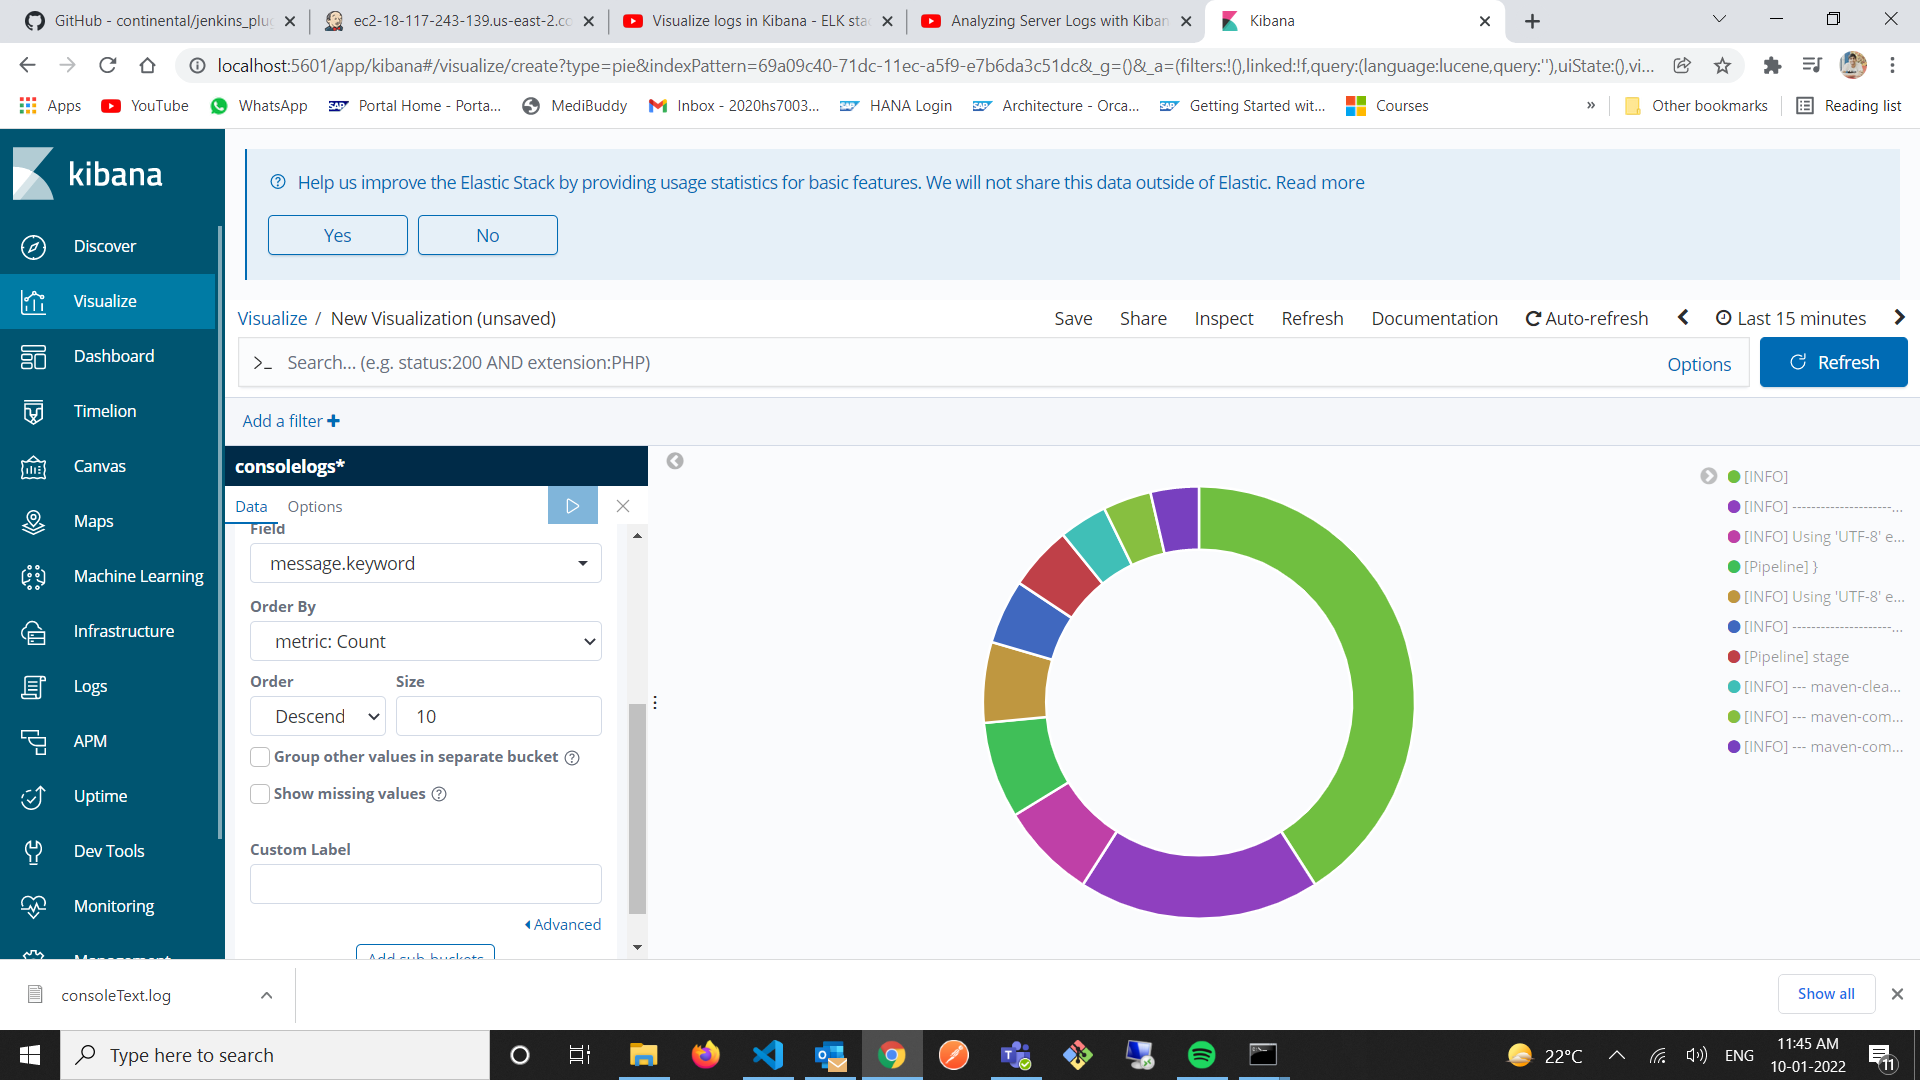 GitHub - continental/jenkins_plug
ec2-18-117-243-139.us-east-2.co
Visualize logs in Kibana - ELK stac
Analyzing Server Logs with Kiban
Kibana
localhost:5601/app/kibana#/visualize/create?type=pie&indexPattern=69a09c40-71dc-11ec-a5f9-e7b6da3c51dc&_g=()&_a=(filters:!(),linked:!f,query:(language:lucene,query:''),uiState:(),vi...
Apps
YouTube
WhatsApp
Portal Home - Porta...
MediBuddy
Inbox - 2020hs7003...
HANA Login
Architecture - Orca...
Getting Started wit...
Courses
»
Other bookmarks
Reading list
kibana
Discover
Visualize
Dashboard
Timelion
Canvas
Maps
Machine Learning
Infrastructure
Logs
APM
Uptime
Dev Tools
Monitoring
Management
Help us improve the Elastic Stack by providing usage statistics for basic features. We will not share this data outside of Elastic. Read more
Yes
No
Visualize / New Visualization (unsaved)
Save
Share
Inspect
Refresh
Documentation
Auto-refresh
Last 15 minutes
>_ Search... (e.g. status:200 AND extension:PHP)
Options
Refresh
Add a filter +
consolelogs*
Data
Options
Field
message.keyword
Order By
metric: Count
Order
Size
Descend
10
Group other values in separate bucket
Show missing values
Custom Label
Advanced
Add sub-buckets
[INFO]
[INFO] ---------------------...
[INFO] Using 'UTF-8' e...
[Pipeline] }
[INFO] Using 'UTF-8' e...
[INFO] ---------------------...
[Pipeline] stage
[INFO] --- maven-clea...
[INFO] --- maven-com...
[INFO] --- maven-com...
consoleText.log
Show all
Type here to search
22°C
ENG
11:45 AM
10-01-2022
11